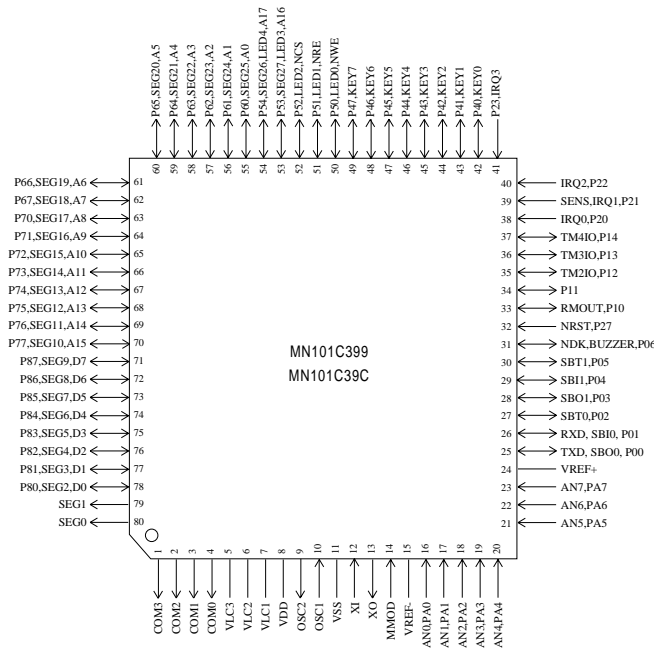 P65,SEG20,A5
P64,SEG21,A4
P63,SEG22,A3
P62,SEG23,A2
P61,SEG24,A1
P60,SEG25,A0
P54,SEG26,LED4,A17
P53,SEG27,LED3,A16
P52,LED2,NCS
P51,LED1,NRE
P50,LED0,NWE
P47,KEY7
P46,KEY6
P45,KEY5
P44,KEY4
P43,KEY3
P42,KEY2
P41,KEY1
P40,KEY0
P23,IRQ3
60
59
58
57
56
55
54
53
52
51
50
49
48
47
46
45
44
43
42
41
P66,SEG19,A6 61
P67,SEG18,A7 62
P70,SEG17,A8 63
P71,SEG16,A9 64
P72,SEG15,A10 65
P73,SEG14,A11 66
P74,SEG13,A12 67
P75,SEG12,A13 68
P76,SEG11,A14 69
P77,SEG10,A15 70
P87,SEG9,D7 71
P86,SEG8,D6 72
P85,SEG7,D5 73
P84,SEG6,D4 74
P83,SEG5,D3 75
P82,SEG4,D2 76
P81,SEG3,D1 77
P80,SEG2,D0 78
SEG1 79
SEG0 80
MN101C399
MN101C39C
40 IRQ2,P22
39 SENS,IRQ1,P21
38 IRQ0,P20
37 TM4IO,P14
36 TM3IO,P13
35 TM2IO,P12
34 P11
33 RMOUT,P10
32 NRST,P27
31 NDK,BUZZER,P06
30 SBT1,P05
29 SBI1,P04
28 SBO1,P03
27 SBT0,P02
26 RXD, SBI0, P01
25 TXD, SBO0, P00
24 VREF+
23 AN7,PA7
22 AN6,PA6
21 AN5,PA5
1
2
3
4
5
6
7
8
9
10
11
12
13
14
15
16
17
18
19
20
COM3
COM2
COM1
COM0
VLC3
VLC2
VLC1
VDD
OSC2
OSC1
VSS
XI
XO
MMOD
VREF-
AN0,PA0
AN1,PA1
AN2,PA2
AN3,PA3
AN4,PA4